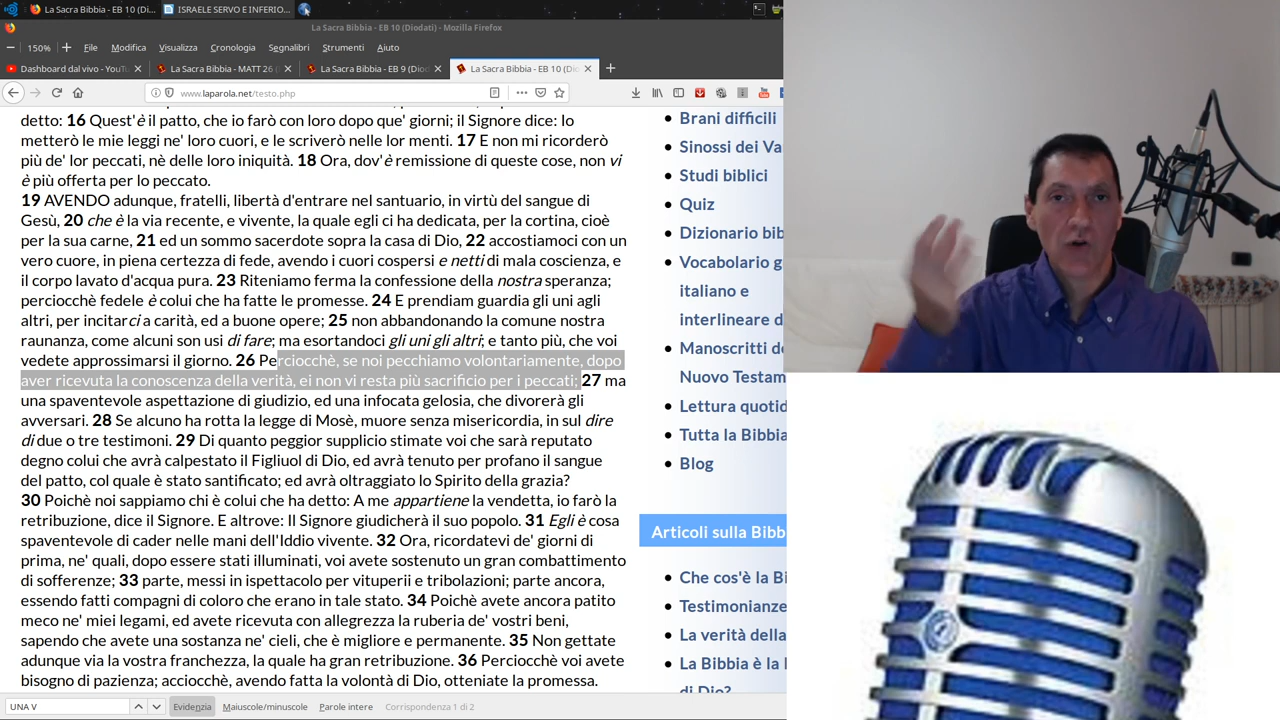 La Sacra Bibbia - EB 10 (Di...
ISRAELE SERVO E INFERIO...
La Sacra Bibbia - EB 10 (Diodati) - Mozilla Firefox
150%
File Modifica Visualizza Cronologia Segnalibri Strumenti Aiuto
Dashboard dal vivo - YouTu
La Sacra Bibbia - MATT 26 (
La Sacra Bibbia - EB 9 (Diod
La Sacra Bibbia - EB 10 (Dio
www.laparola.net/testo.php
detto: 16 Quest'è il patto, che io farò con loro dopo que' giorni; il Signore dice: Io
metterò le mie leggi ne' loro cuori, e le scriverò nelle lor menti. 17 E non mi ricorderò
più de' lor peccati, nè delle loro iniquità. 18 Ora, dov'è remissione di queste cose, non vi
è più offerta per lo peccato.
19 AVENDO adunque, fratelli, libertà d'entrare nel santuario, in virtù del sangue di
Gesù, 20 che è la via recente, e vivente, la quale egli ci ha dedicata, per la cortina, cioè
per la sua carne, 21 ed un sommo sacerdote sopra la casa di Dio, 22 accostiamoci con un
vero cuore, in piena certezza di fede, avendo i cuori cospersi e netti di mala coscienza, e
il corpo lavato d'acqua pura. 23 Riteniamo ferma la confessione della nostra speranza;
perciocchè fedele è colui che ha fatte le promesse. 24 E prendiam guardia gli uni agli
altri, per incitarci a carità, ed a buone opere; 25 non abbandonando la comune nostra
raunanza, come alcuni son usi di fare; ma esortandoci gli uni gli altri; e tanto più, che voi
vedete approssimarsi il giorno. 26 Perciocchè, se noi pecchiamo volontariamente, dopo
aver ricevuta la conoscenza della verità, ei non vi resta più sacrificio per i peccati; 27 ma
una spaventevole aspettazione di giudizio, ed una infocata gelosia, che divorerà gli
avversari. 28 Se alcuno ha rotta la legge di Mosè, muore senza misericordia, in sul dire
di due o tre testimoni. 29 Di quanto peggior supplicio stimate voi che sarà reputato
degno colui che avrà calpestato il Figliuol di Dio, ed avrà tenuto per profano il sangue
del patto, col quale è stato santificato; ed avrà oltraggiato lo Spirito della grazia?
30 Poichè noi sappiamo chi è colui che ha detto: A me appartiene la vendetta, io farò la
retribuzione, dice il Signore. E altrove: Il Signore giudicherà il suo popolo. 31 Egli è cosa
spaventevole di cader nelle mani dell'Iddio vivente. 32 Ora, ricordatevi de' giorni di
prima, ne' quali, dopo essere stati illuminati, voi avete sostenuto un gran combattimento
di sofferenze; 33 parte, messi in ispettacolo per vituperii e tribolazioni; parte ancora,
essendo fatti compagni di coloro che erano in tale stato. 34 Poichè avete ancora patito
meco ne' miei legami, ed avete ricevuta con allegrezza la ruberia de' vostri beni,
sapendo che avete una sostanza ne' cieli, che è migliore e permanente. 35 Non gettate
adunque via la vostra franchezza, la quale ha gran retribuzione. 36 Perciocchè voi avete
bisogno di pazienza; acciocchè, avendo fatta la volontà di Dio, otteniate la promessa.
Brani difficili
Sinossi dei Va
Studi biblici
Quiz
Dizionario bib
Vocabolario g
italiano e
interlineare d
Manoscritti d
Nuovo Testam
Lettura quotid
Tutta la Bibbia
Blog
Articoli sulla Bibb
Che cos'è la Bi
Testimonianze
La verità della
La Bibbia è la P
di Dio?
UNA V
Evidenzia Maiuscole/minuscole Parole intere Corrispondenza 1 di 2